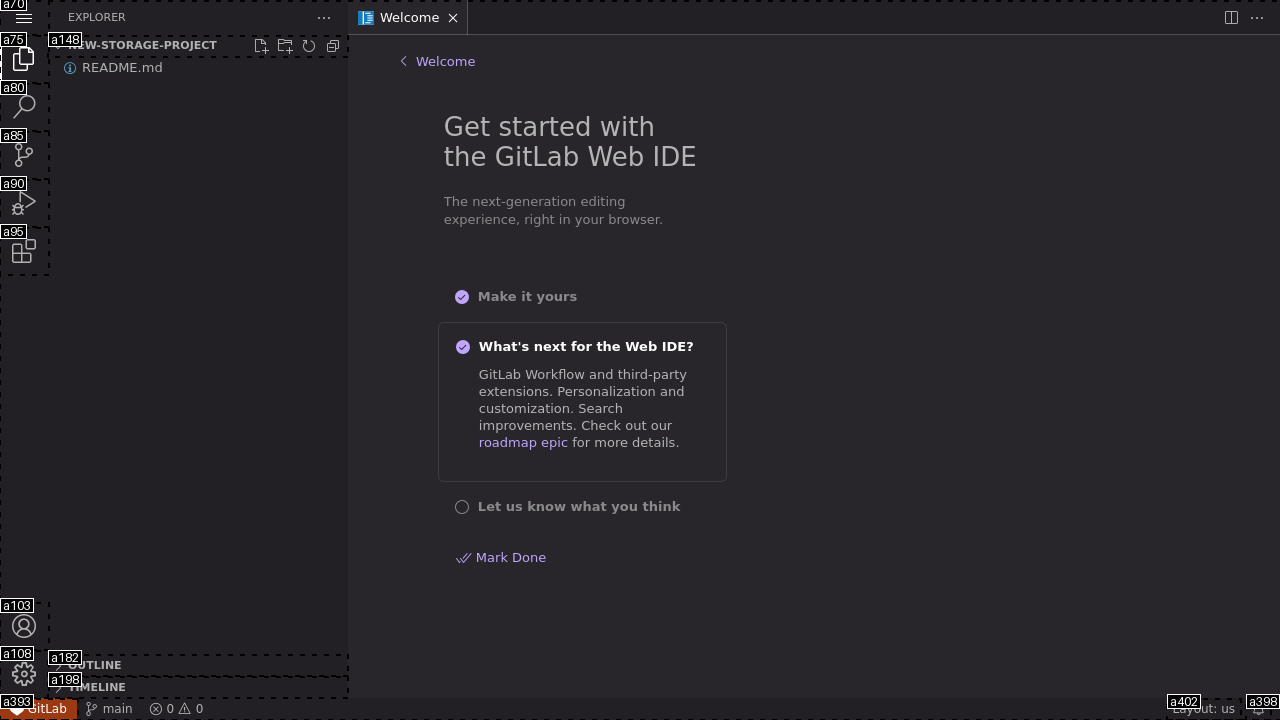 a70
EXPLORER
Welcome
a75
a148
NEW-STORAGE-PROJECT
README.md
Welcome
a80
a85
Get started with
the GitLab Web IDE
a90
The next-generation editing
experience, right in your browser.
a95
Make it yours
What's next for the Web IDE?
GitLab Workflow and third-party
extensions. Personalization and
customization. Search
improvements. Check out our
roadmap epic for more details.
Let us know what you think
Mark Done
a103
a108
a182
OUTLINE
a198
TIMELINE
a393
GitLab
main
0
0
a402
Layout: us
a398